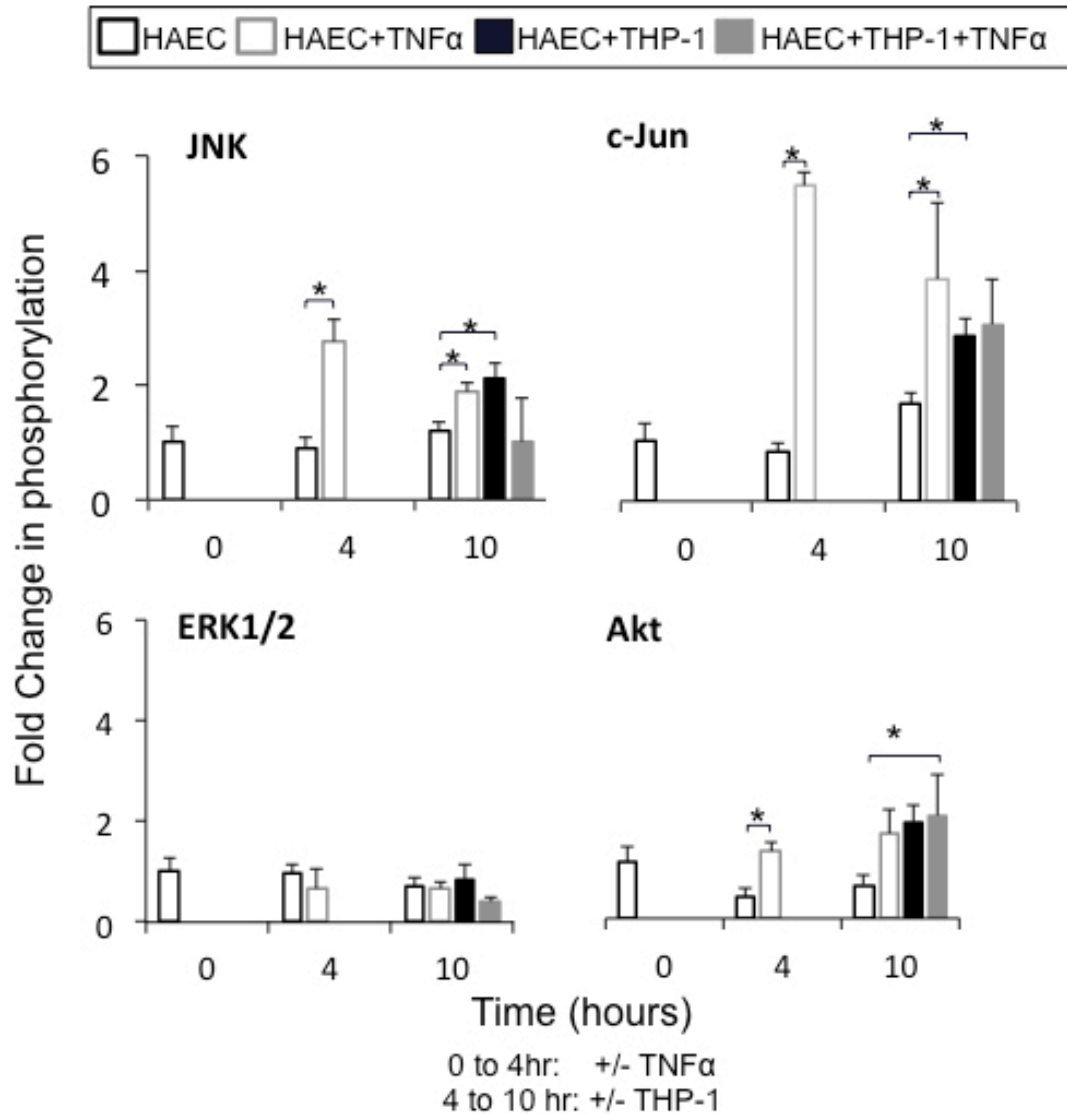 HAEC HAEC+TNFα HAEC+THP-1 HAEC+THP-1+TNFα
Fold Change in phosphorylation
JNK
6
4
2
0
*
*
*
0 4 10
c-Jun
*
*
*
0 4 10
ERK1/2
6
4
2
0
0 4 10
Akt
*
*
0 4 10
Time (hours)
0 to 4hr: +/- TNFα
4 to 10 hr: +/- THP-1